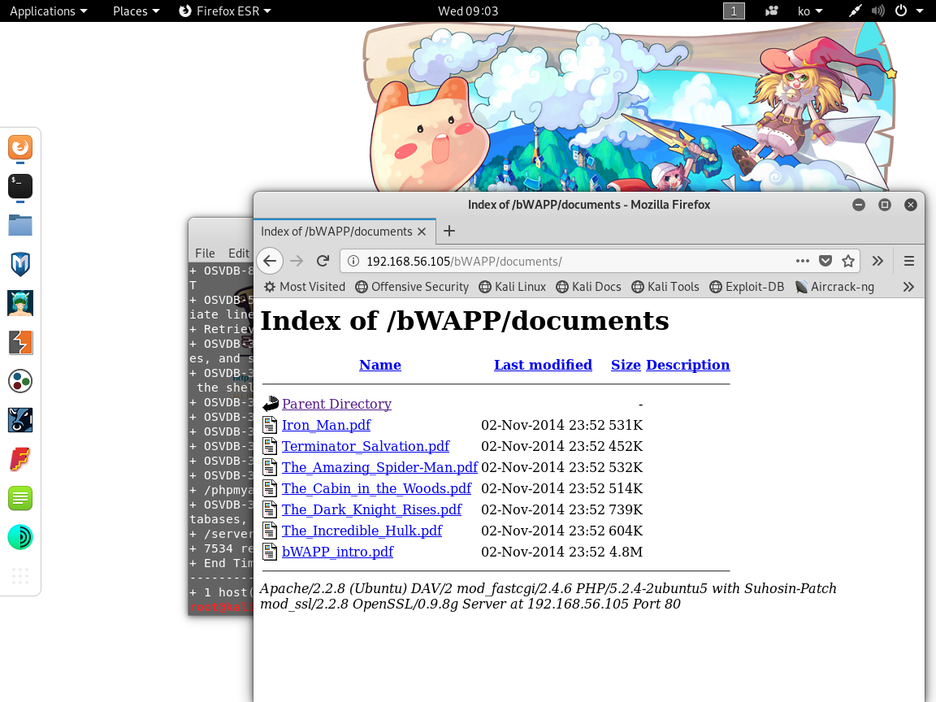 Applications Places Firefox ESR Wed 09:03 1 ko
Index of /bWAPP/documents - Mozilla Firefox
Index of /bWAPP/documents
192.168.56.105/bWAPP/documents/
Most Visited Offensive Security Kali Linux Kali Docs Kali Tools Exploit-DB Aircrack-ng
Index of /bWAPP/documents
Name Last modified Size Description
Parent Directory -
Iron_Man.pdf 02-Nov-2014 23:52 531K
Terminator_Salvation.pdf 02-Nov-2014 23:52 452K
The_Amazing_Spider-Man.pdf 02-Nov-2014 23:52 532K
The_Cabin_in_the_Woods.pdf 02-Nov-2014 23:52 514K
The_Dark_Knight_Rises.pdf 02-Nov-2014 23:52 739K
The_Incredible_Hulk.pdf 02-Nov-2014 23:52 604K
bWAPP_intro.pdf 02-Nov-2014 23:52 4.8M
Apache/2.2.8 (Ubuntu) DAV/2 mod_fastcgi/2.4.6 PHP/5.2.4-2ubuntu5 with Suhosin-Patch
mod_ssl/2.2.8 OpenSSL/0.9.8g Server at 192.168.56.105 Port 80
File Edit
+ OSVDB-8
T
+ OSVDB-5
iate line
+ Retriev
+ OSVDB-3
es, and s
+ OSVDB-3
the shel
+ OSVDB-3
+ OSVDB-3
+ OSVDB-3
+ OSVDB-3
+ OSVDB-3
+ OSVDB-3
+ /phpmya
+ OSVDB-3
tabases,
+ /server
+ 7534 re
+ End Tim
---------
+ 1 host(
root@kal